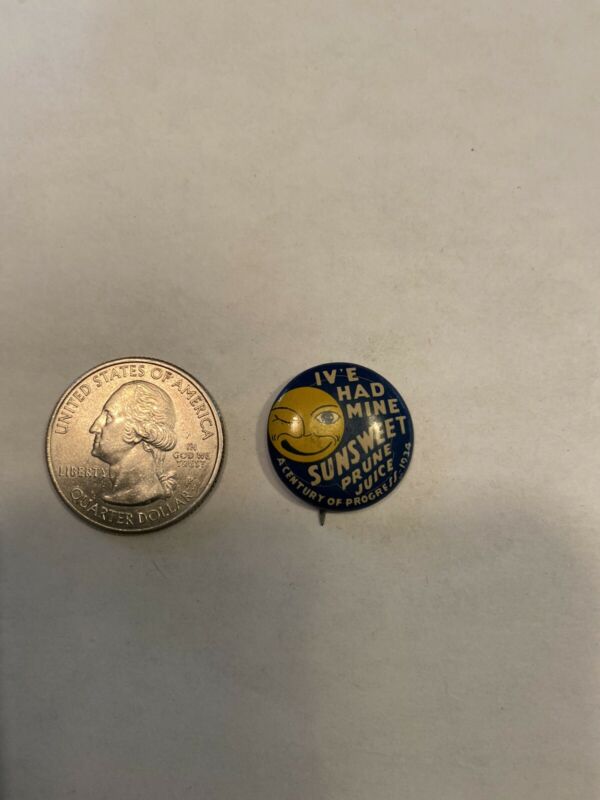 UNITED STATES OF AMERICA
LIBERTY
IN
GOD WE
TRUST
QUARTER DOLLAR
IV'E
HAD
MINE
SUNSWEET
PRUNE
JUICE
A CENTURY OF PROGRESS-1934